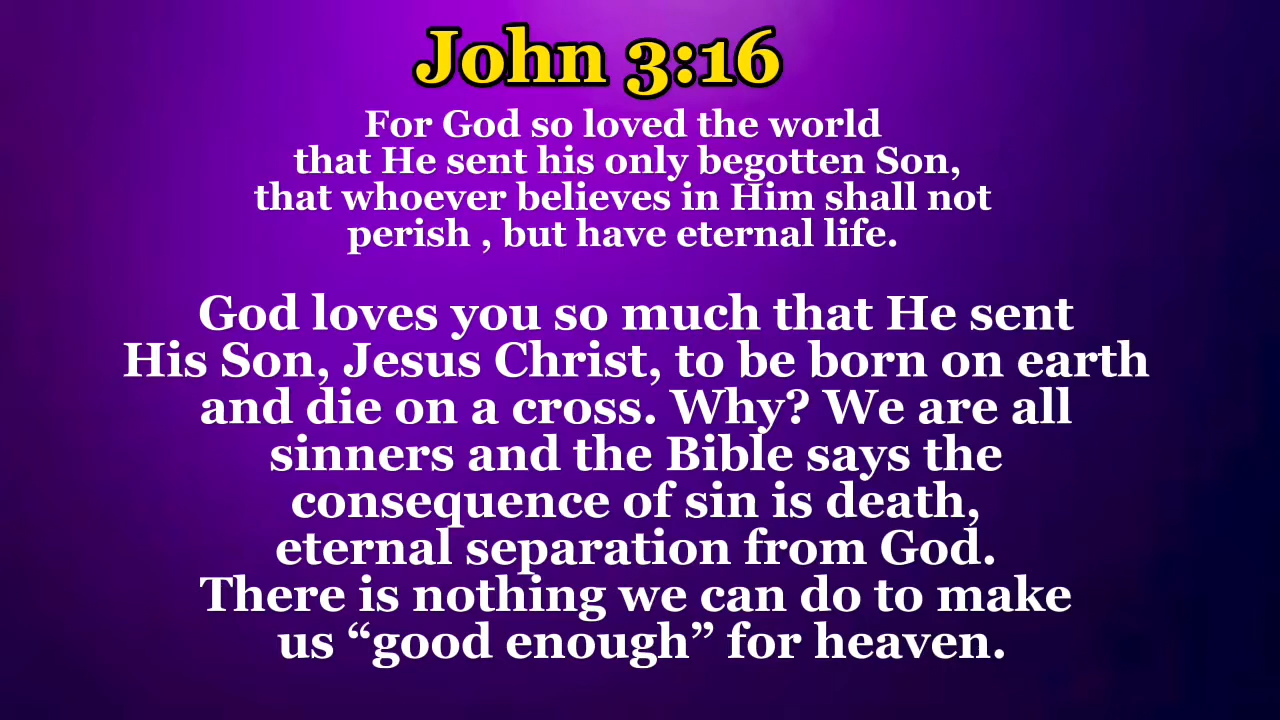 John 3:16
For God so loved the world
that He sent his only begotten Son,
that whoever believes in Him shall not
perish , but have eternal life.
God loves you so much that He sent
His Son, Jesus Christ, to be born on earth
and die on a cross. Why? We are all
sinners and the Bible says the
consequence of sin is death,
eternal separation from God.
There is nothing we can do to make
us “good enough” for heaven.